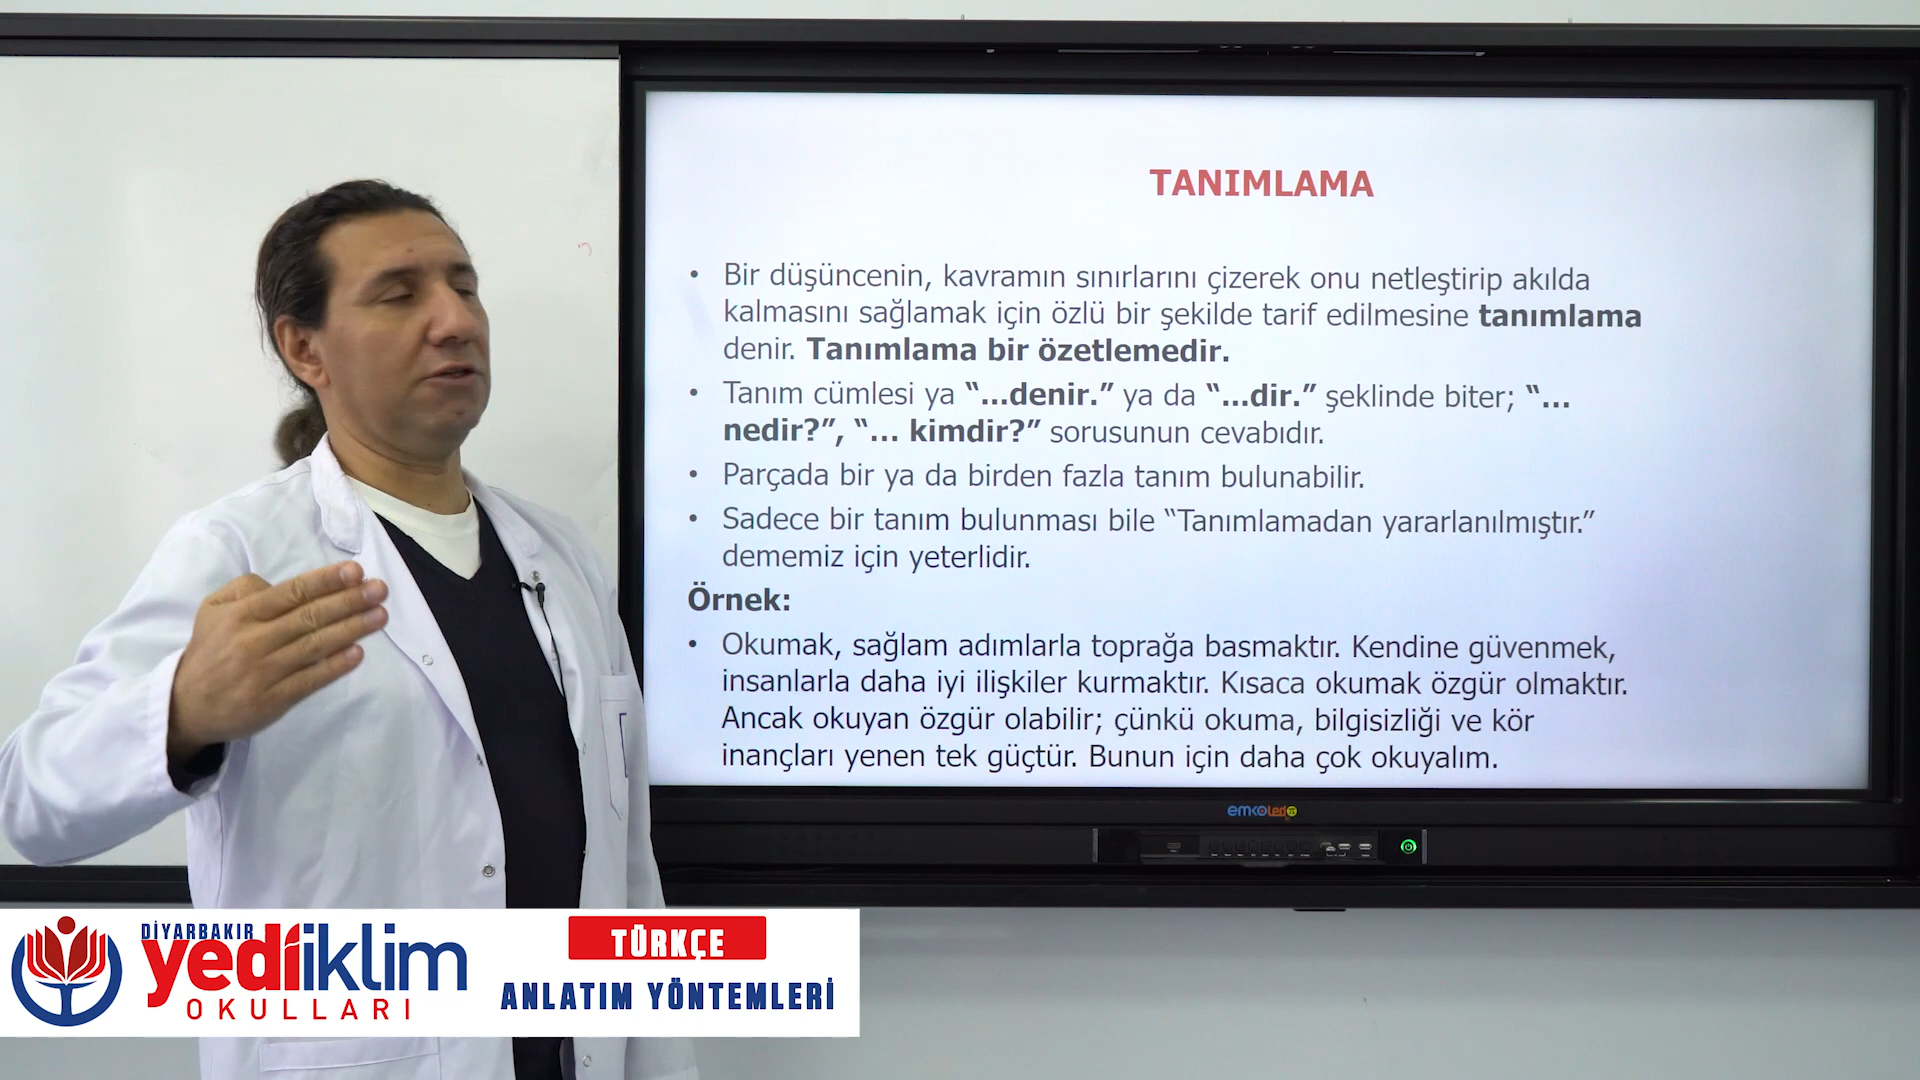 TANIMLAMA
• Bir düşüncenin, kavramın sınırlarını çizerek onu netleştirip akılda
kalmasını sağlamak için özlü bir şekilde tarif edilmesine tanımlama
denir. Tanımlama bir özetlemedir.
• Tanım cümlesi ya “...denir.” ya da “...dir.” şeklinde biter; “...
nedir?”, “... kimdir?” sorusunun cevabıdır.
• Parçada bir ya da birden fazla tanım bulunabilir.
• Sadece bir tanım bulunması bile “Tanımlamadan yararlanılmıştır.”
dememiz için yeterlidir.
Örnek:
• Okumak, sağlam adımlarla toprağa basmaktır. Kendine güvenmek,
insanlarla daha iyi ilişkiler kurmaktır. Kısaca okumak özgür olmaktır.
Ancak okuyan özgür olabilir; çünkü okuma, bilgisizliği ve kör
inançları yenen tek güçtür. Bunun için daha çok okuyalım.
emkoLed
DİYARBAKIR
yediiklim
OKULLARI
TÜRKÇE
ANLATIM YÖNTEMLERİ